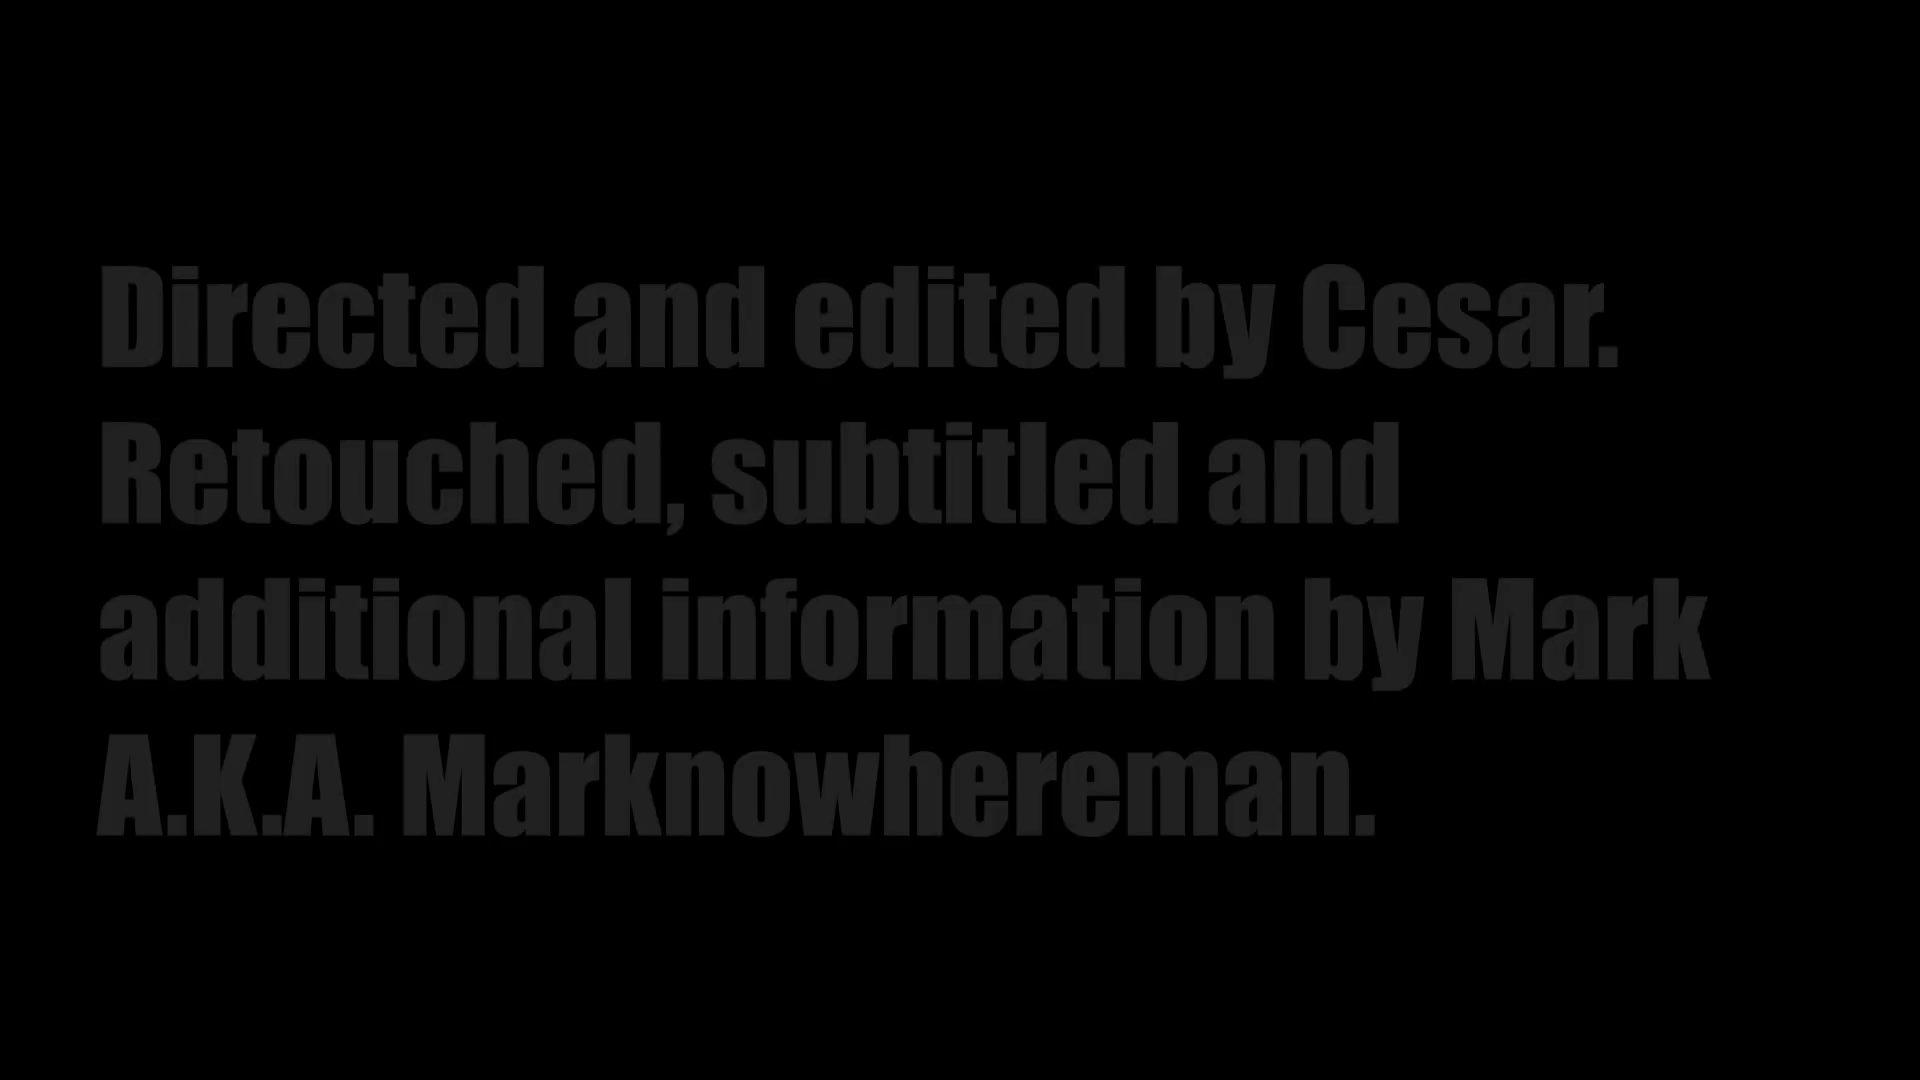 Directed and edited by Cesar.
Retouched, subtitled and
additional information by Mark
A.K.A. Marknowhereman.